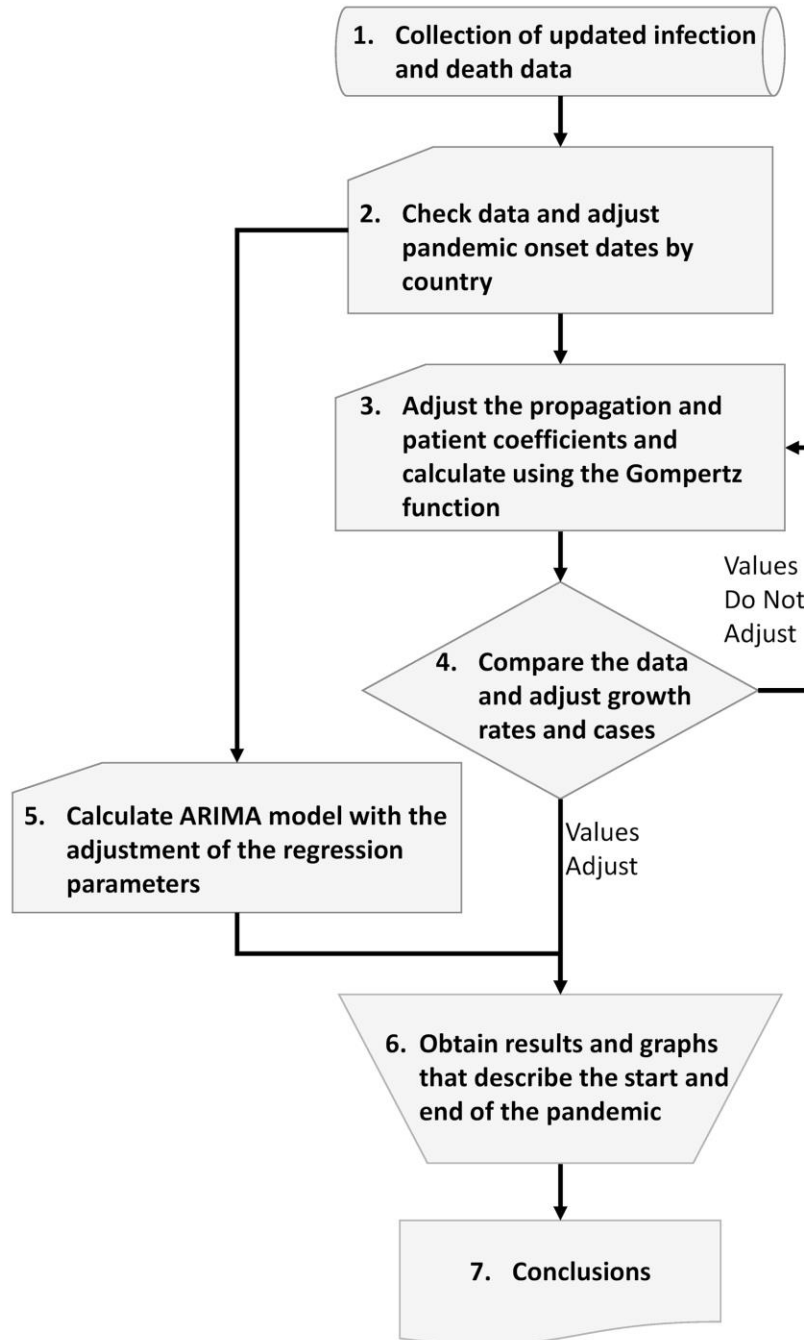 1. Collection of updated infection
and death data
2. Check data and adjust
pandemic onset dates by
country
3. Adjust the propagation and
patient coefficients and
calculate using the Gompertz
function
Values
Do Not
Adjust
4. Compare the data
and adjust growth
rates and cases
5. Calculate ARIMA model with the
adjustment of the regression
parameters
Values
Adjust
6. Obtain results and graphs
that describe the start and
end of the pandemic
7. Conclusions